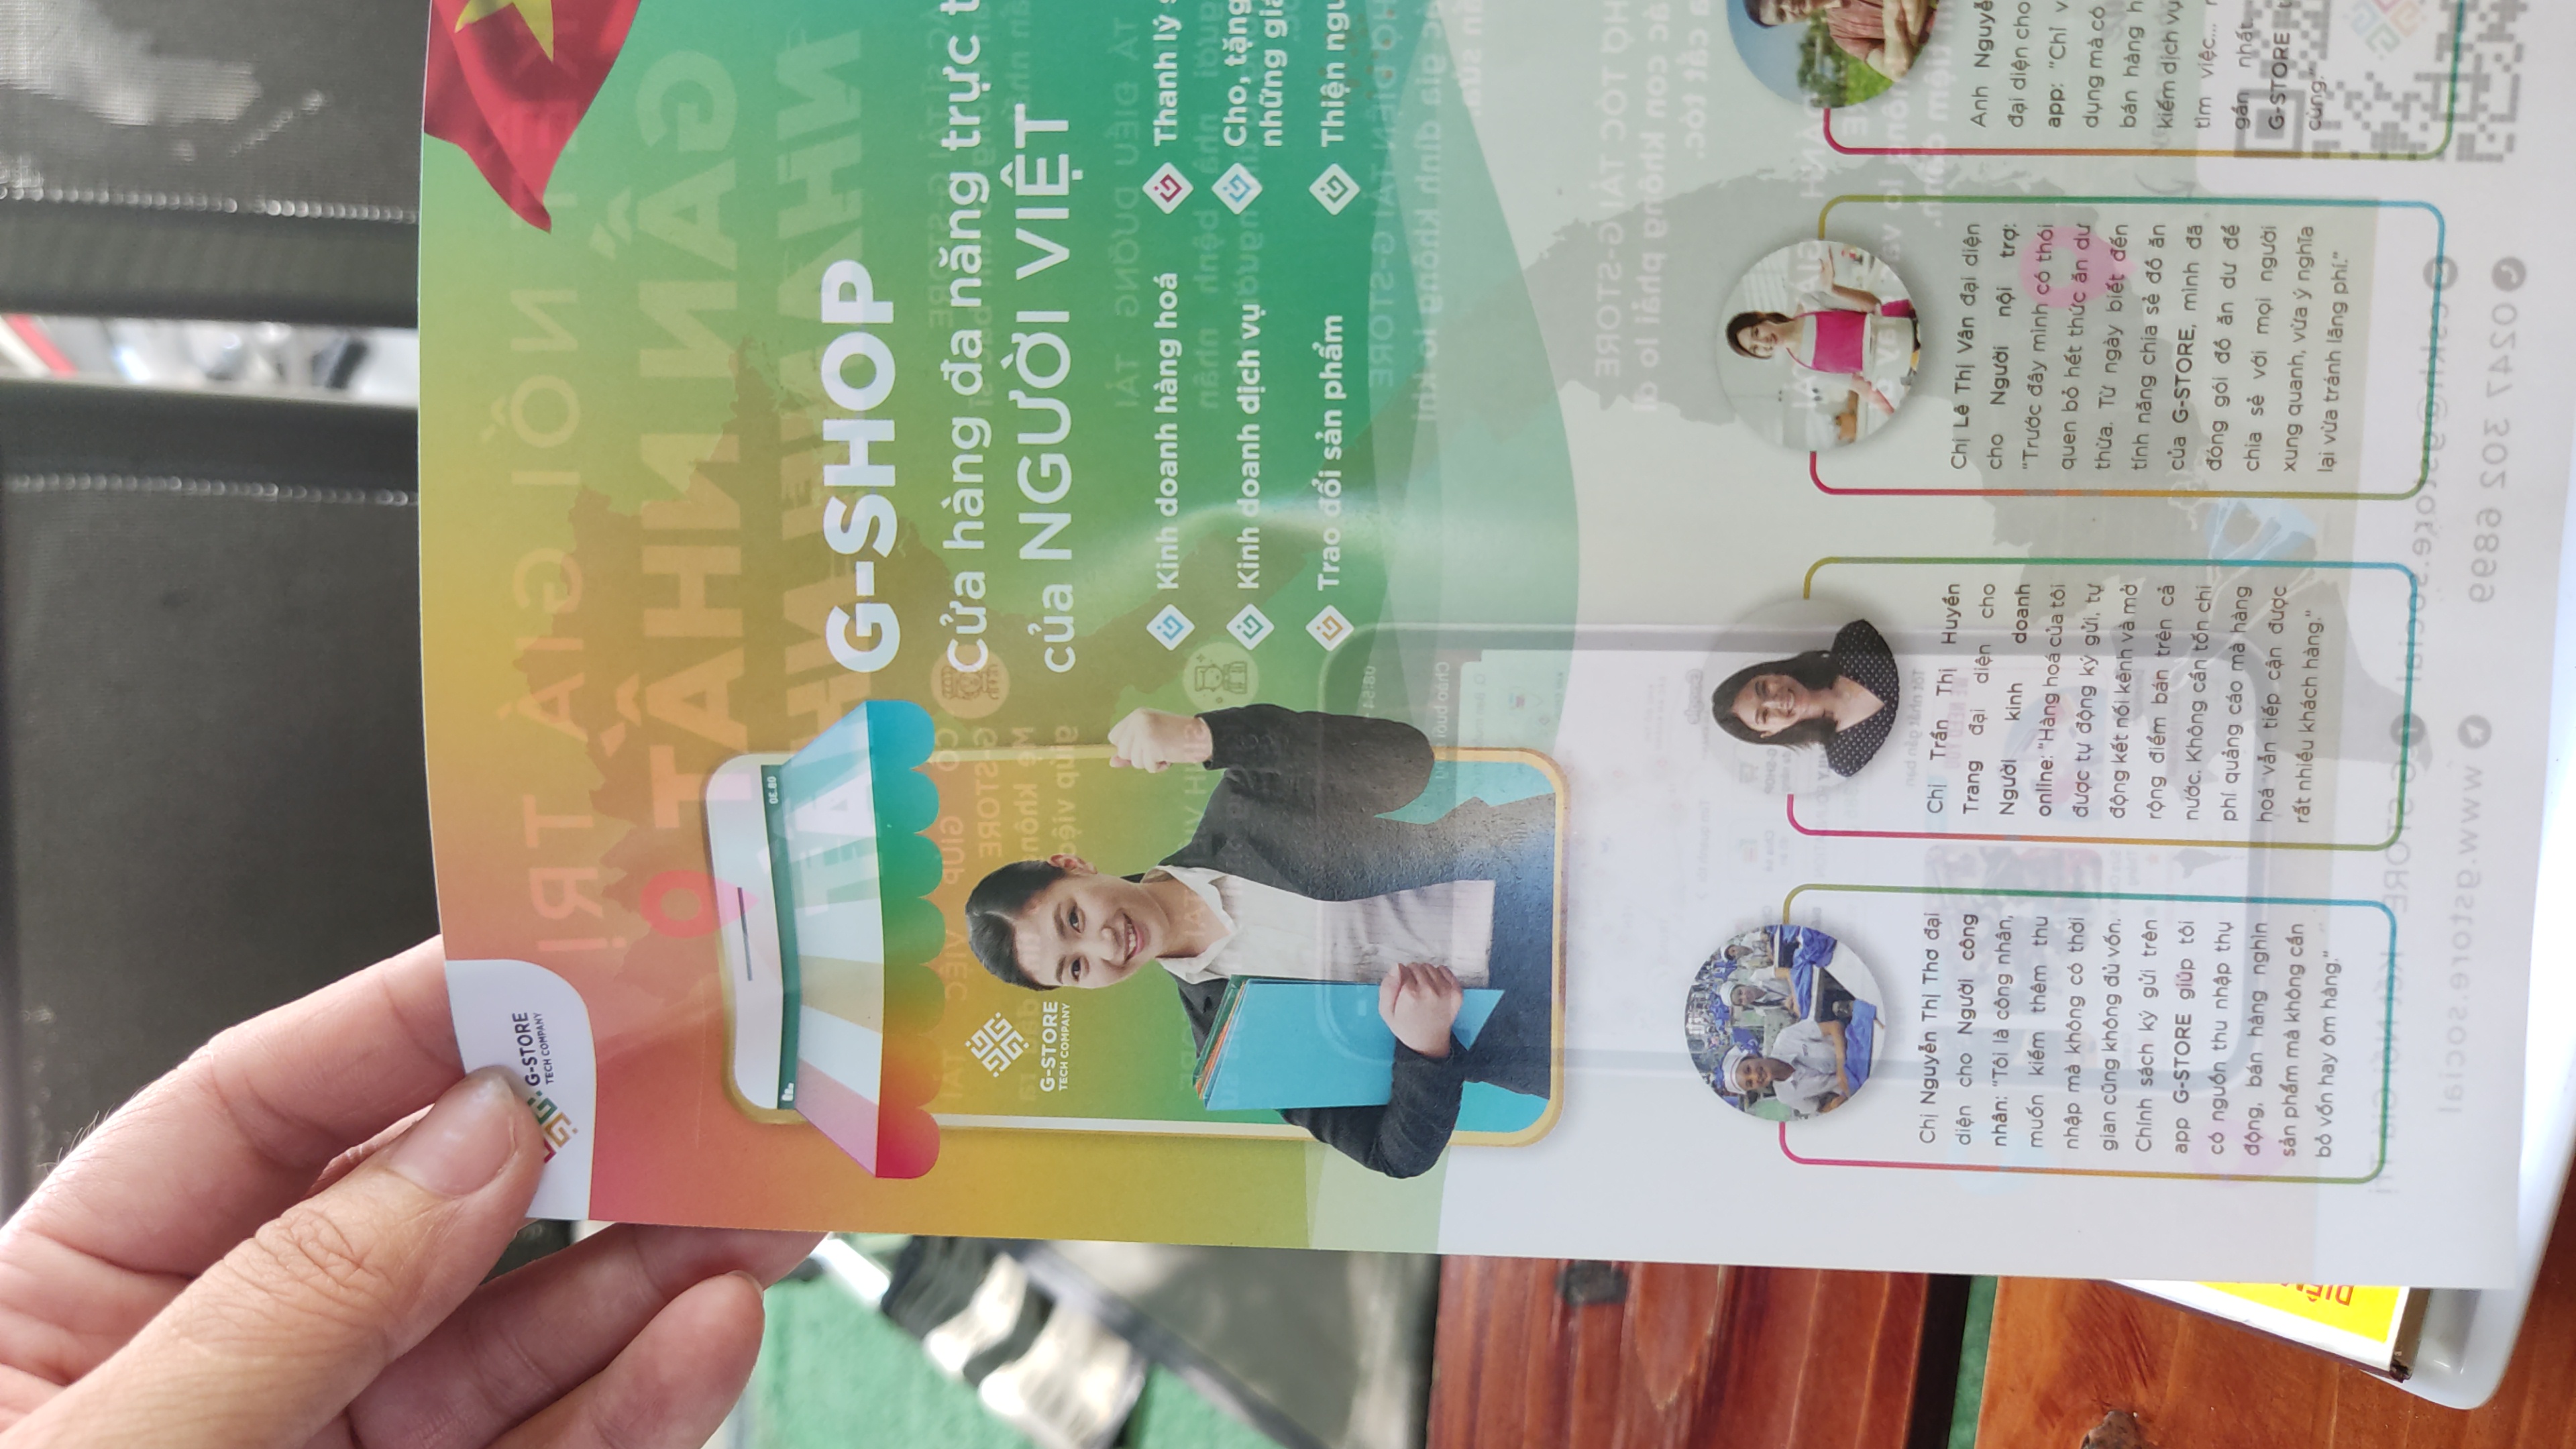 G-STORE
TECH COMPANY
G-SHOP
Cửa hàng đa năng trực
của NGƯỜI VIỆT
G-STORE
TECH COMPANY
Kinh doanh hàng hoá
Kinh doanh dịch vụ
Trao đổi sản phẩm
Thanh lý
Cho, tặng
những
Thiện
Chị Nguyễn Thị Thơ đại
diện cho Người công
nhân: "Tôi là công nhân,
muốn kiếm thêm thu
nhập mà không có thời
gian cũng không đủ vốn.
Chính sách ký gửi trên
app G-STORE giúp tôi
có nguồn thu nhập thụ
động, bán hàng nghìn
sản phẩm mà không cần
bỏ vốn hay ôm hàng."
Chị Trần Thị Huyền
Trang đại diện cho
Người kinh doanh
online: "Hàng hoá của tôi
được tự động ký gửi, tự
động kết nối kênh và mở
rộng điểm bán trên cả
nước. Không cần tốn chi
phí quảng cáo mà hàng
hoá vẫn tiếp cận được
rất nhiều khách hàng."
Chị Lê Thị Vân đại diện
cho Người nội trợ:
"Trước đây mình có thói
quen bỏ hết thức ăn dư
thừa. Từ ngày biết đến
tính năng chia sẻ đồ ăn
của G-STORE, mình đã
đóng gói đồ ăn dư để
chia sẻ với mọi người
xung quanh, vừa ý nghĩa
lại vừa tránh lãng phí."
Anh
đại diện cho
app: "Chỉ
dụng mà có
bán hàng
kiếm dịch vụ
tìm việc...
gần nhất.
G-STORE
cùng."